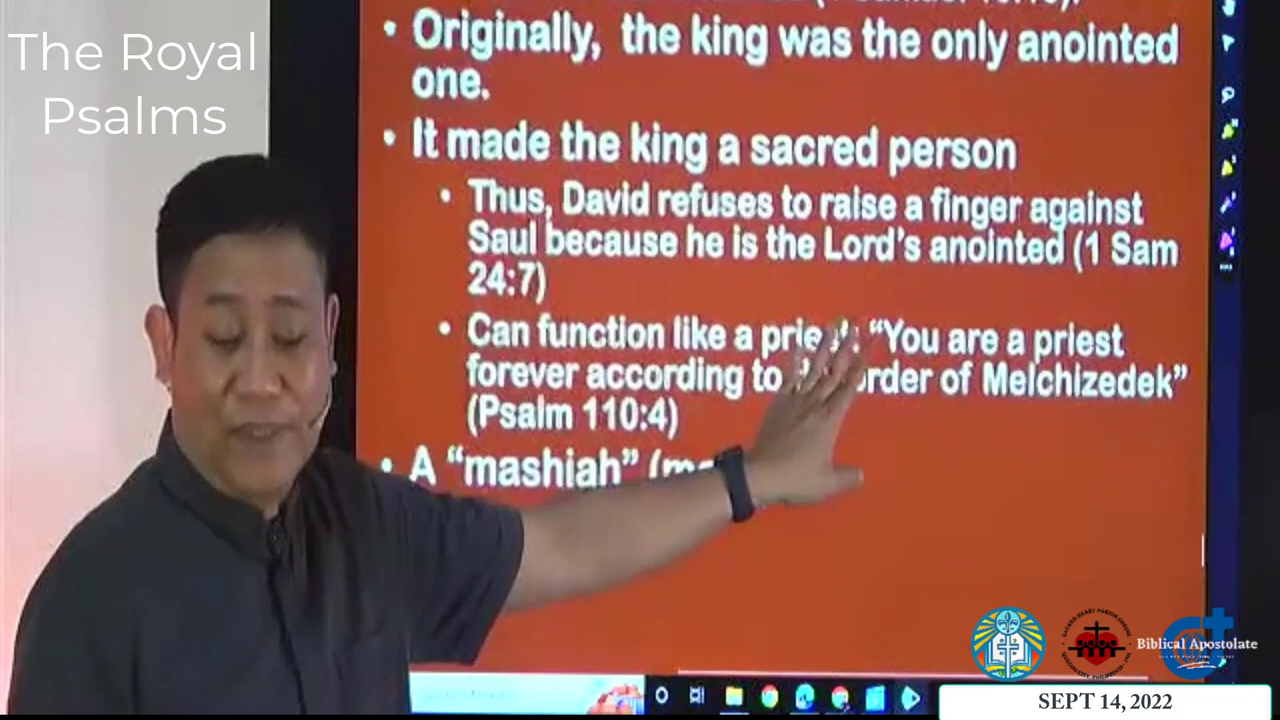 The Royal
Psalms
• Originally, the king was the only anointed
one.
• It made the king a sacred person
• Thus, David refuses to raise a finger against
Saul because he is the Lord’s anointed (1 Sam
24:7)
• Can function like a “You are a priest
forever according to order of Melchizedek”
(Psalm 110:4)
• A “mashiah”
Biblical Apostolate
SEPT 14, 2022